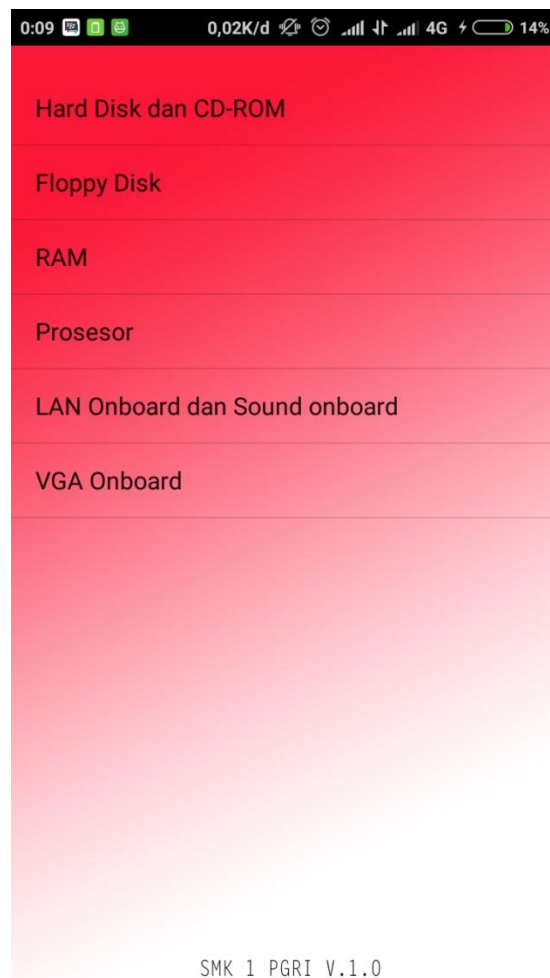 0:09 0,02K/d 4G 14%
Hard Disk dan CD-ROM
Floppy Disk
RAM
Prosesor
LAN Onboard dan Sound onboard
VGA Onboard
SMK 1 PGRI V.1.0